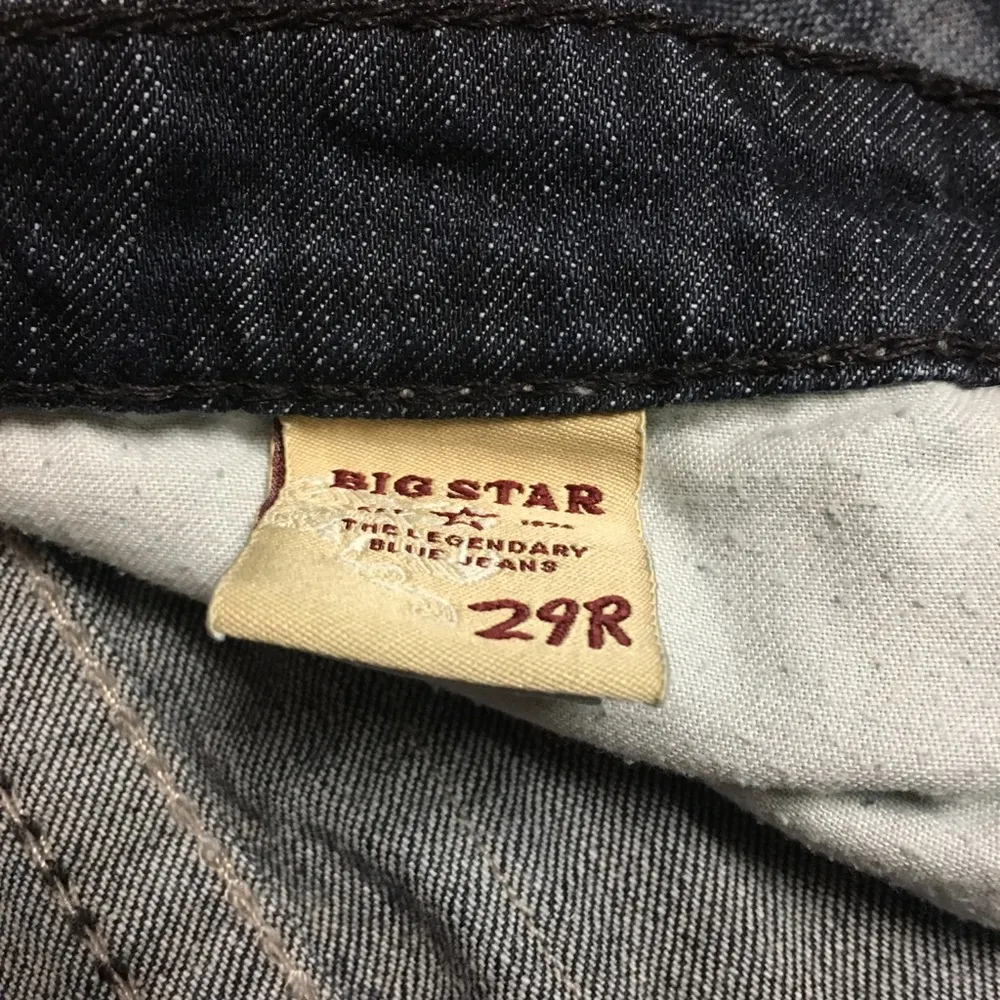 BIG STAR
EST 1974
THE LEGENDARY
BLUE JEANS
29R